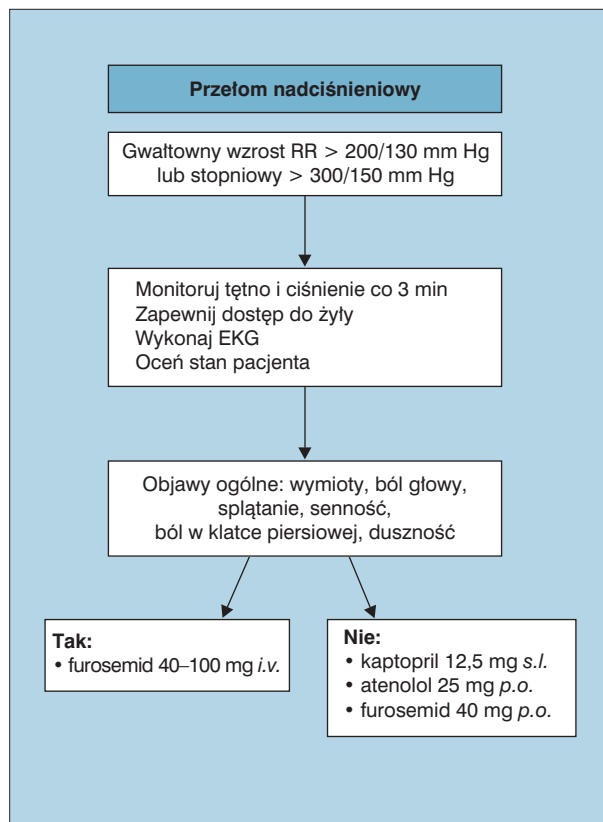 Przełom nadciśnieniowy
Gwałtowny wzrost RR > 200/130 mm Hg
lub stopniowy > 300/150 mm Hg
Monitoruj tętno i ciśnienie co 3 min
Zapewnij dostęp do żyły
Wykonaj EKG
Oceń stan pacjenta
Objawy ogólne: wymioty, ból głowy,
splątanie, senność,
ból w klatce piersiowej, duszność
Tak:
• furosemid 40–100 mg i.v.
Nie:
• kaptopril 12,5 mg s.l.
• atenolol 25 mg p.o.
• furosemid 40 mg p.o.